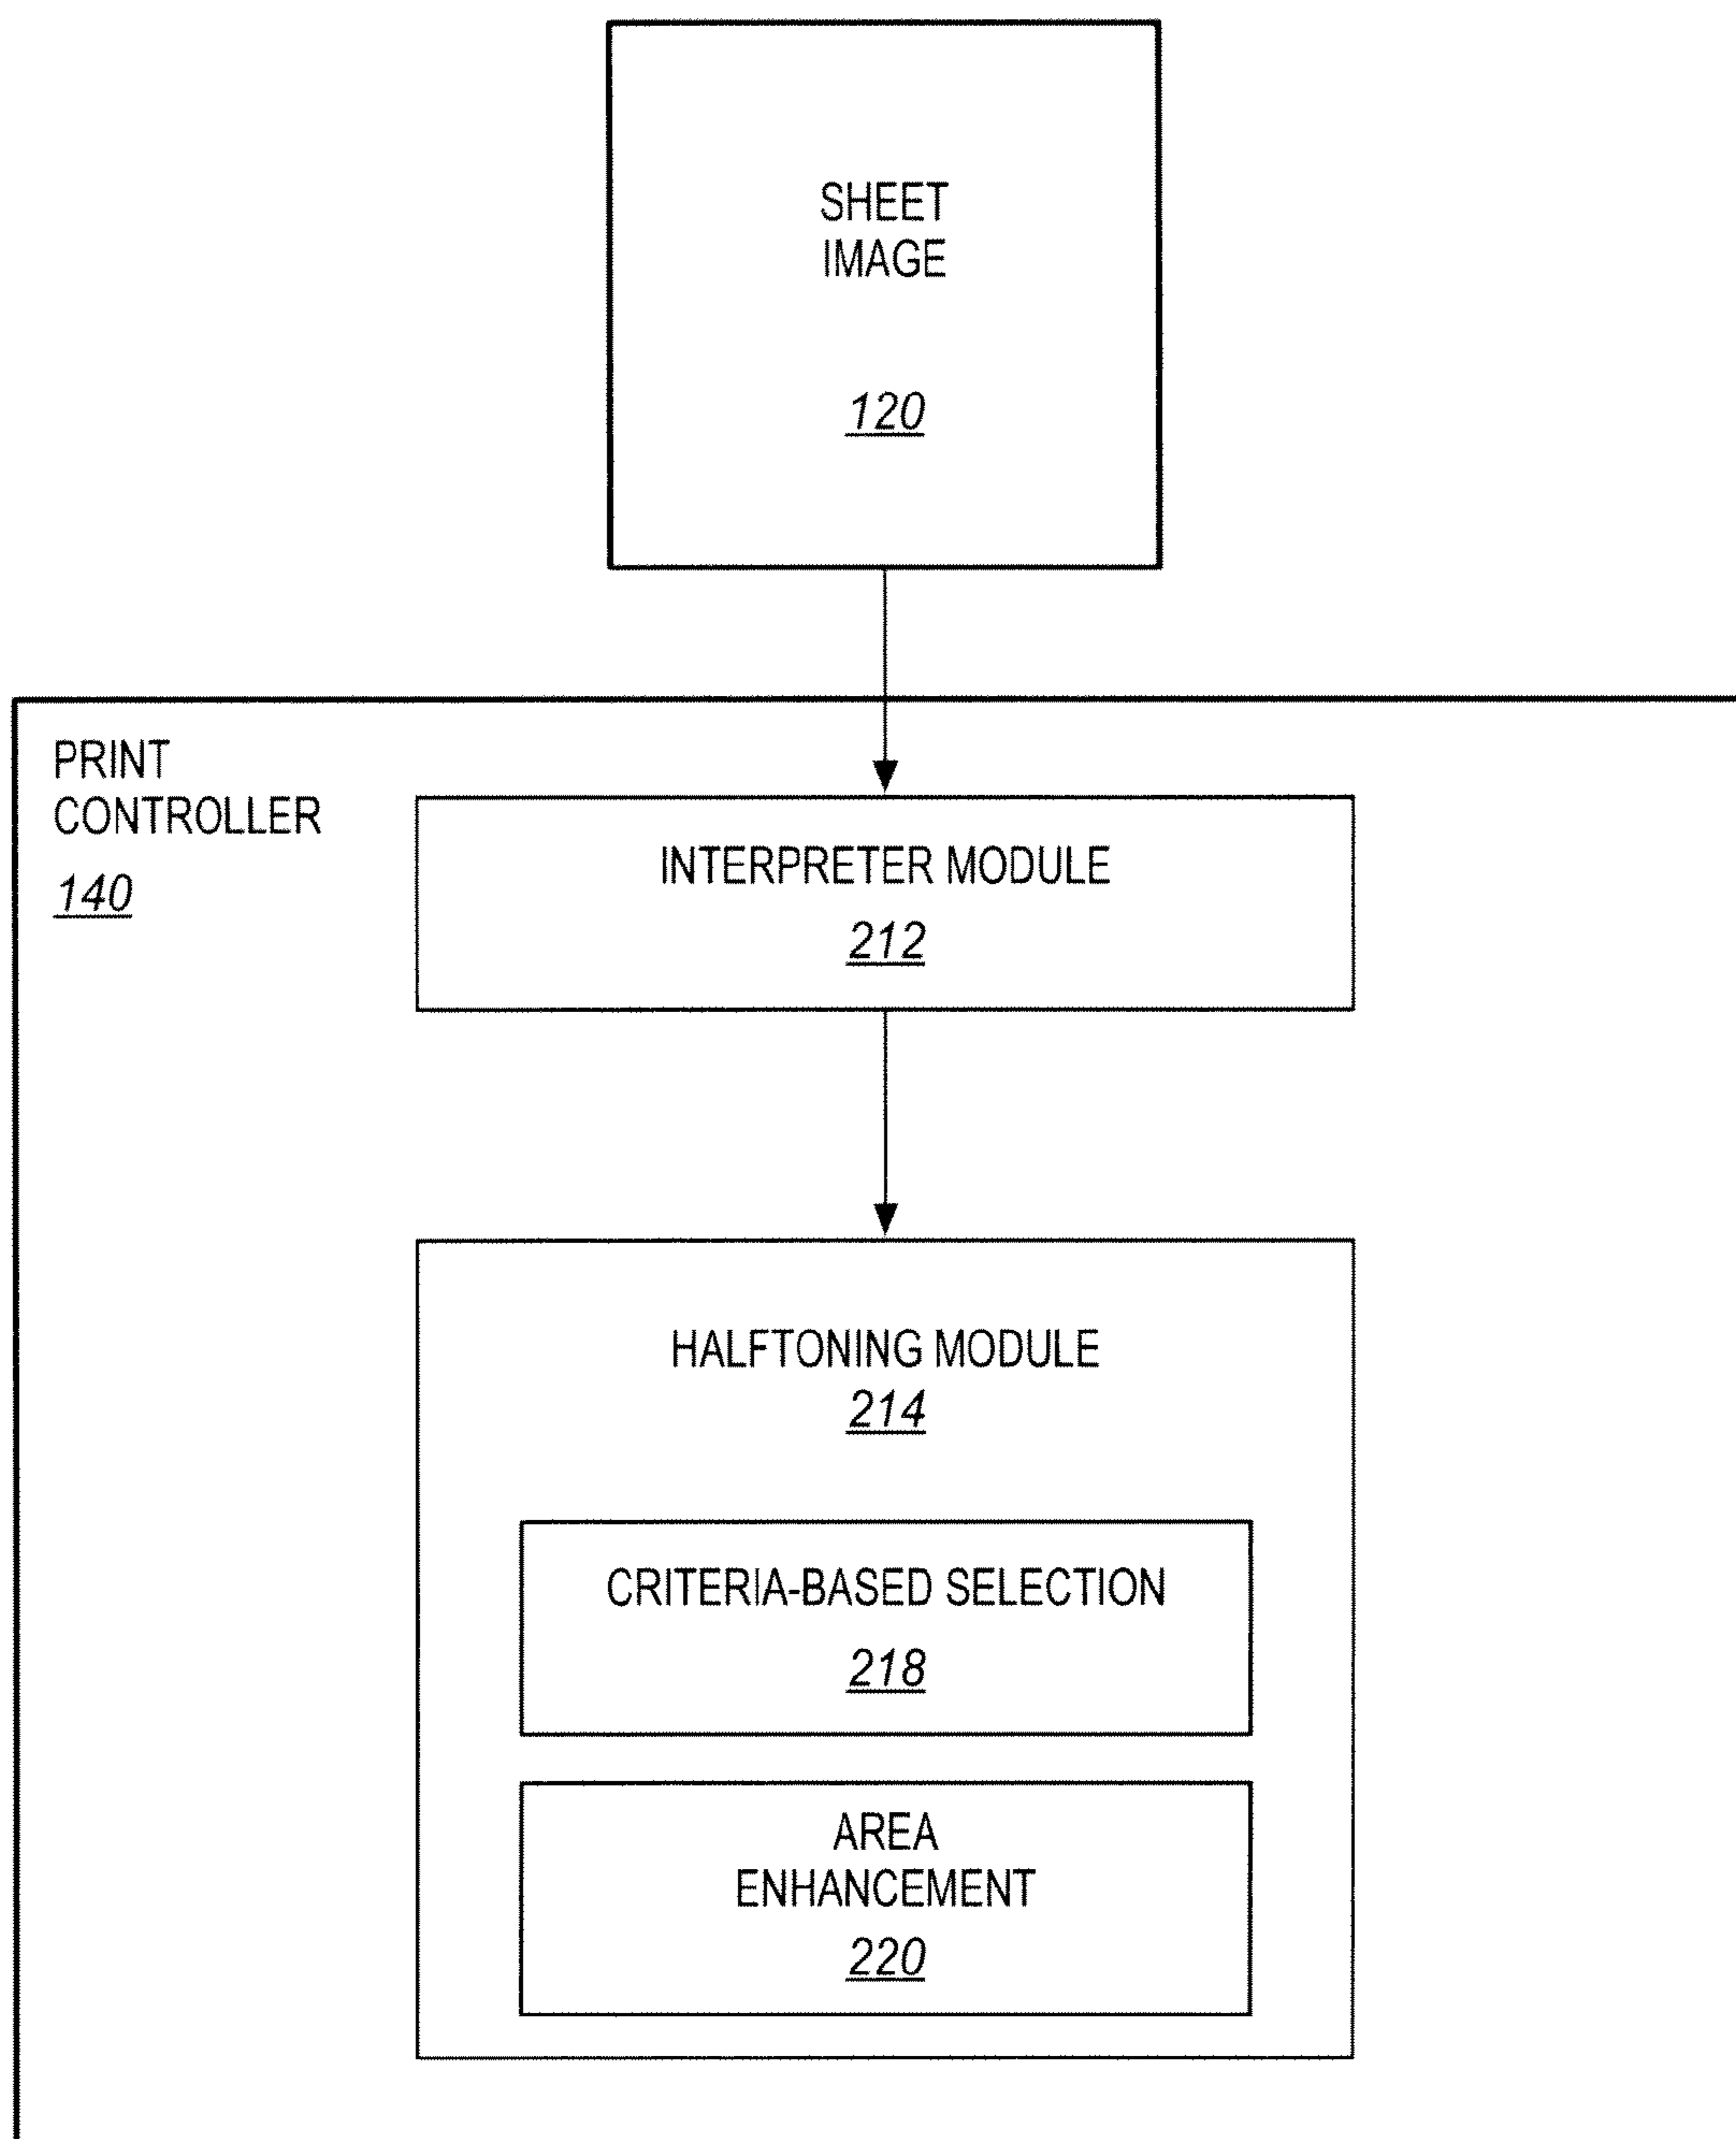 SHEET
IMAGE
120
PRINT
CONTROLLER
140
INTERPRETER MODULE
212
HALFTONING MODULE
214
CRITERIA-BASED SELECTION
218
AREA
ENHANCEMENT
220